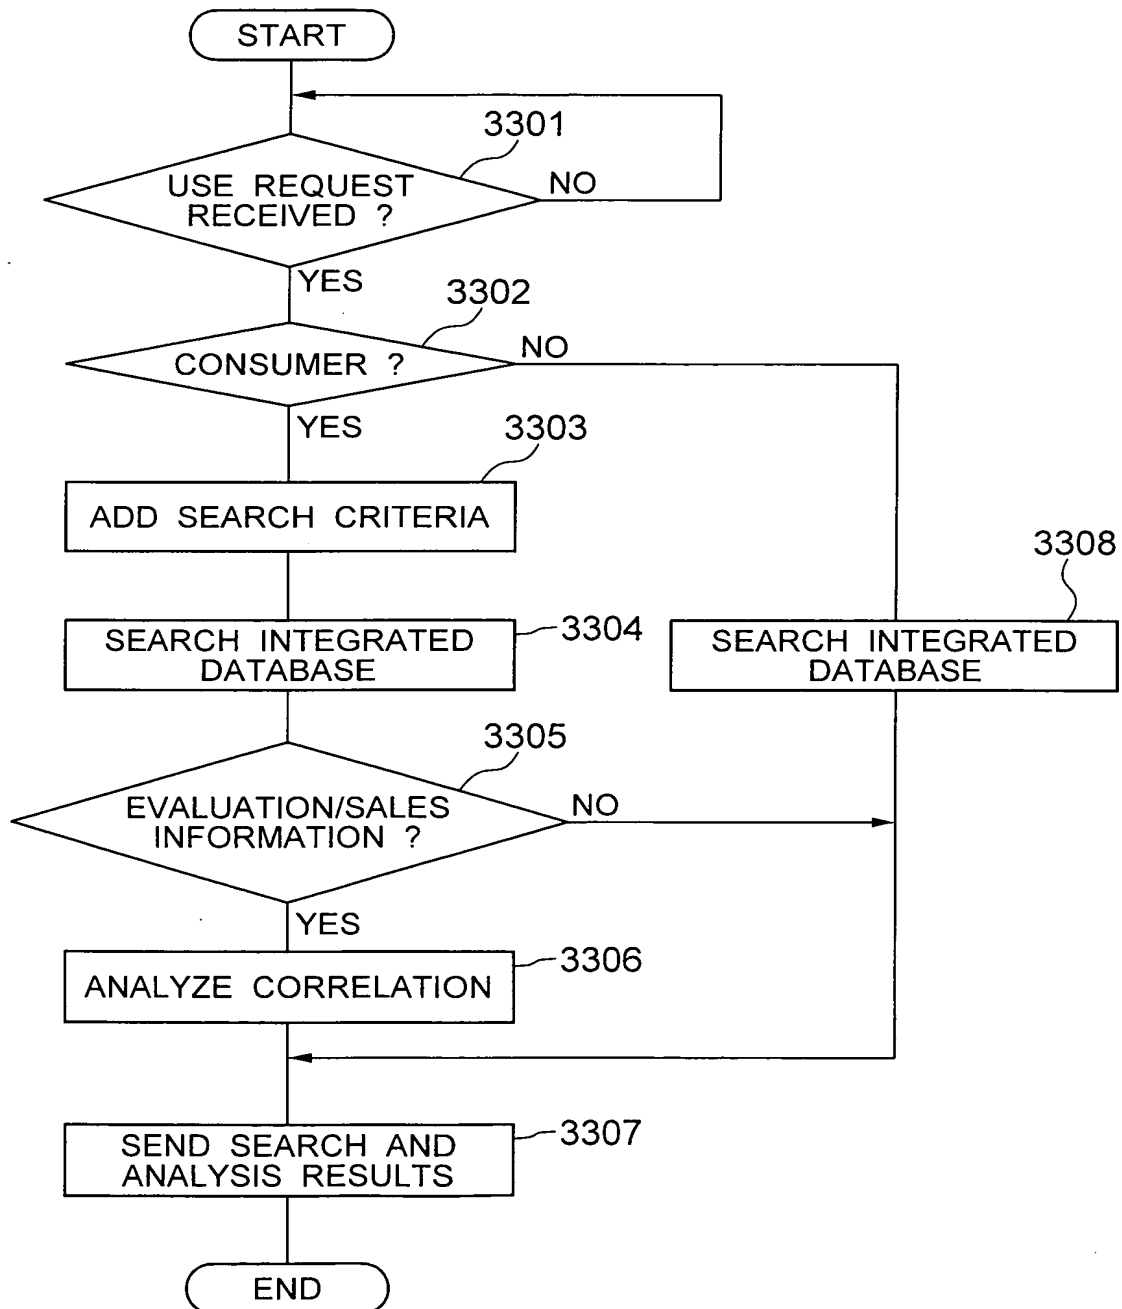 START
3301
USE REQUEST
RECEIVED ?
NO
YES
3302
CONSUMER ?
NO
YES
3303
ADD SEARCH CRITERIA
3304
SEARCH INTEGRATED
DATABASE
3308
SEARCH INTEGRATED
DATABASE
3305
EVALUATION/SALES
INFORMATION ?
NO
YES
3306
ANALYZE CORRELATION
3307
SEND SEARCH AND
ANALYSIS RESULTS
END